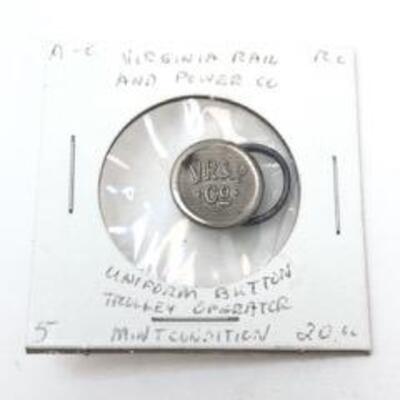 A-C VIRGINIA RAIL RC
AND POWER CO
V.R.&P
CO
UNIFORM BUTTON
TROLLEY OPERATOR
5 MINT CONDITION 20.00